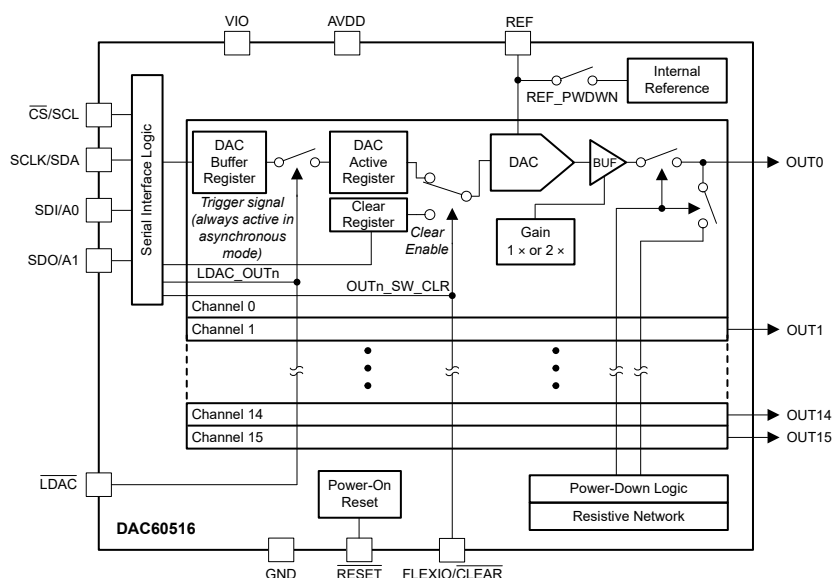 VIO
AVDD
REF
Internal
Reference
REF_PWDWN
CS/SCL
SCLK/SDA
SDI/A0
SDO/A1
Serial Interface Logic
DAC
Buffer
Register
DAC
Active
Register
DAC
BUF
OUT0
Trigger signal
(always active in
asynchronous
mode)
Clear
Register
Clear
Enable
Gain
1 × or 2 ×
LDAC_OUTn
OUTn_SW_CLR
Channel 0
Channel 1
OUT1
Channel 14
OUT14
Channel 15
OUT15
LDAC
Power-On
Reset
Power-Down Logic
Resistive Network
DAC60516
GND
RESET
FLEXIO/CLEAR